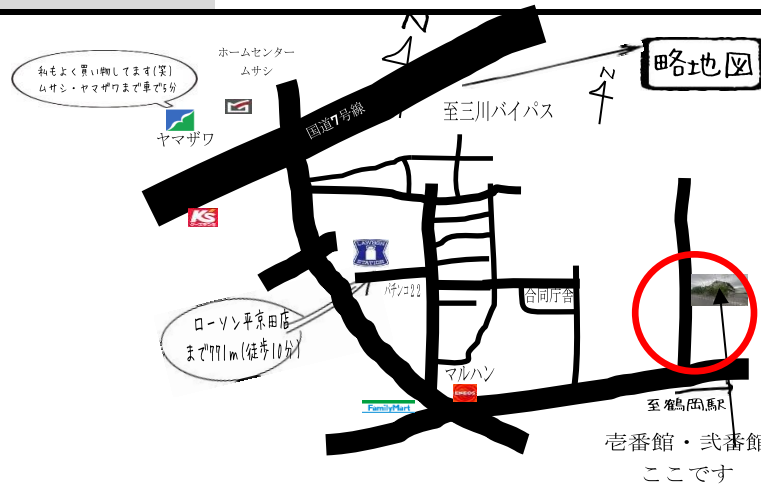 ホームセンター
ムサシ
略地図
私もよく買い物してます(笑)
ムサシ・ヤマザワまで車で5分
N
N
至三川バイパス
国道7号線
ヤマザワ
K's
LAWSON
STATION
パチンコ22
合同庁舎
ローソン平京田店
まで771m(徒歩10分)
マルハン
ENEOS
FamilyMart
至鶴岡駅
壱番館・弐番館
ここです